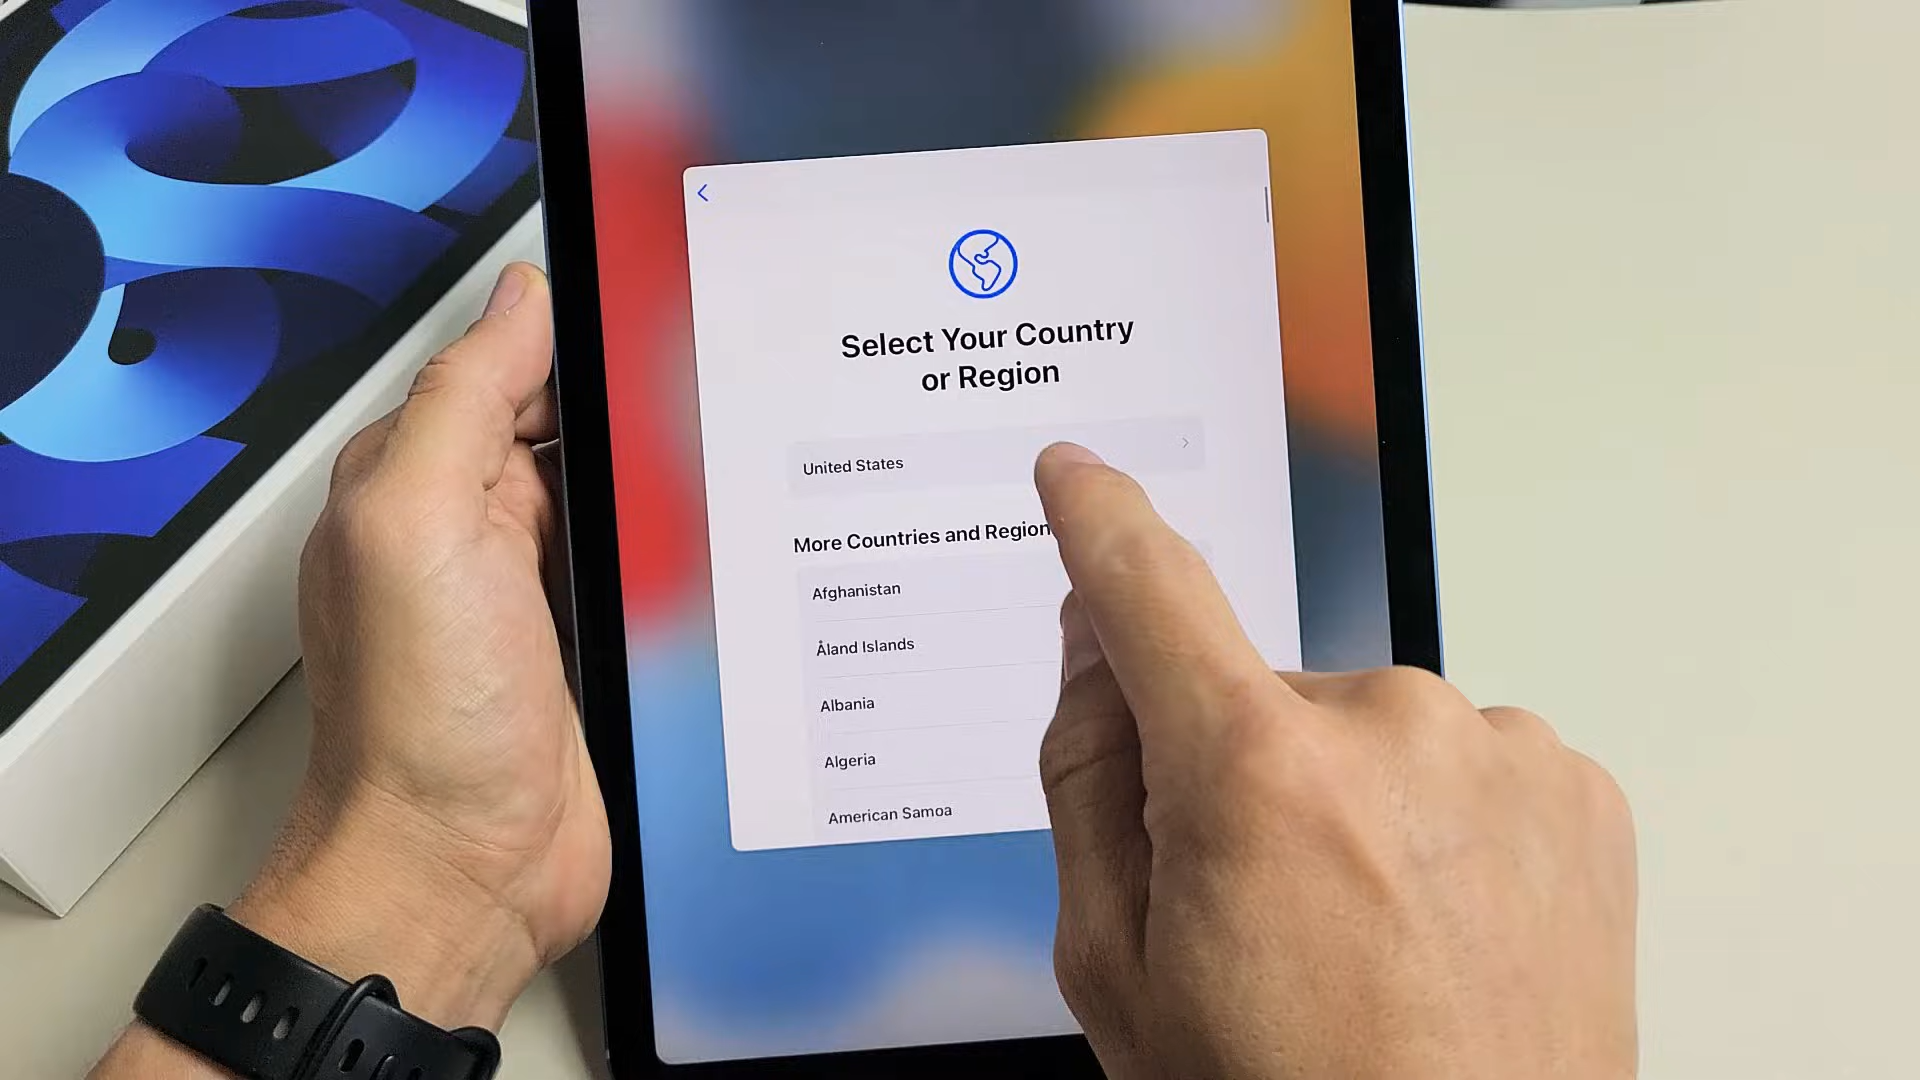 Select Your Country
or Region
United States
More Countries and Region
Afghanistan
Åland Islands
Albania
Algeria
American Samoa